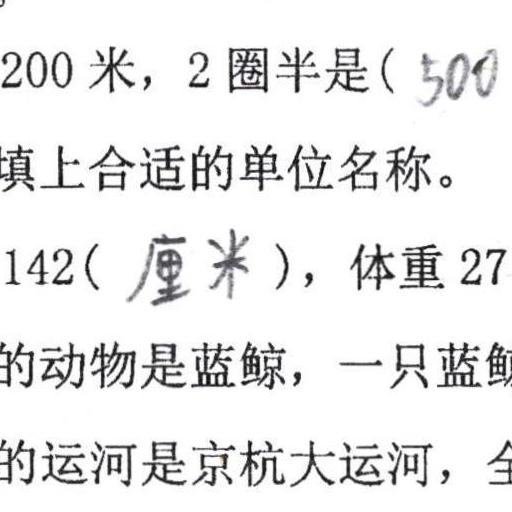 200 米，2 圈半是( 500
填上合适的单位名称。
142( 厘米 )，体重 27
的动物是蓝鲸，一只蓝鲸
的运河是京杭大运河，全